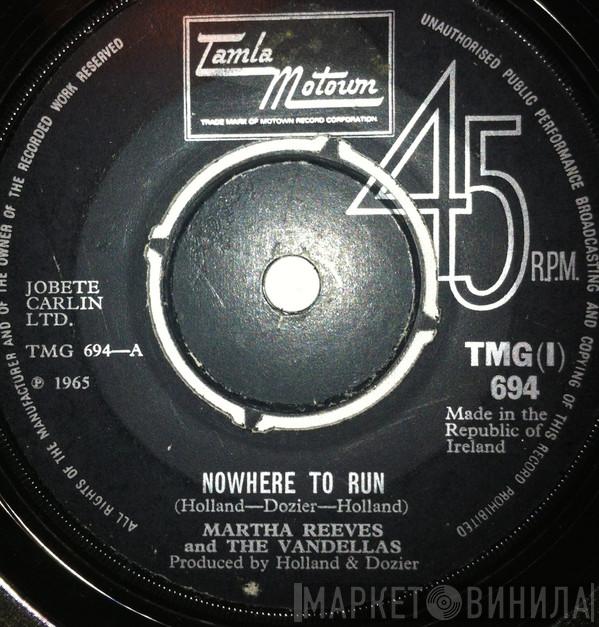 Tamla
Motown
TRADE MARK OF MOTOWN RECORD CORPORATION
45
R.P.M.
ALL RIGHTS OF THE MANUFACTURER AND OF THE OWNER OF THE RECORDED WORK RESERVED
UNAUTHORISED PUBLIC PERFORMANCE BROADCASTING AND COPYING OF THIS RECORD PROHIBITED
JOBETE
CARLIN
LTD.
TMG 694—A
℗ 1965
TMG(I)
694
Made in the
Republic of
Ireland
NOWHERE TO RUN
(Holland—Dozier—Holland)
MARTHA REEVES
and THE VANDELLAS
Produced by Holland & Dozier
МАРКЕТ ВИНИЛА